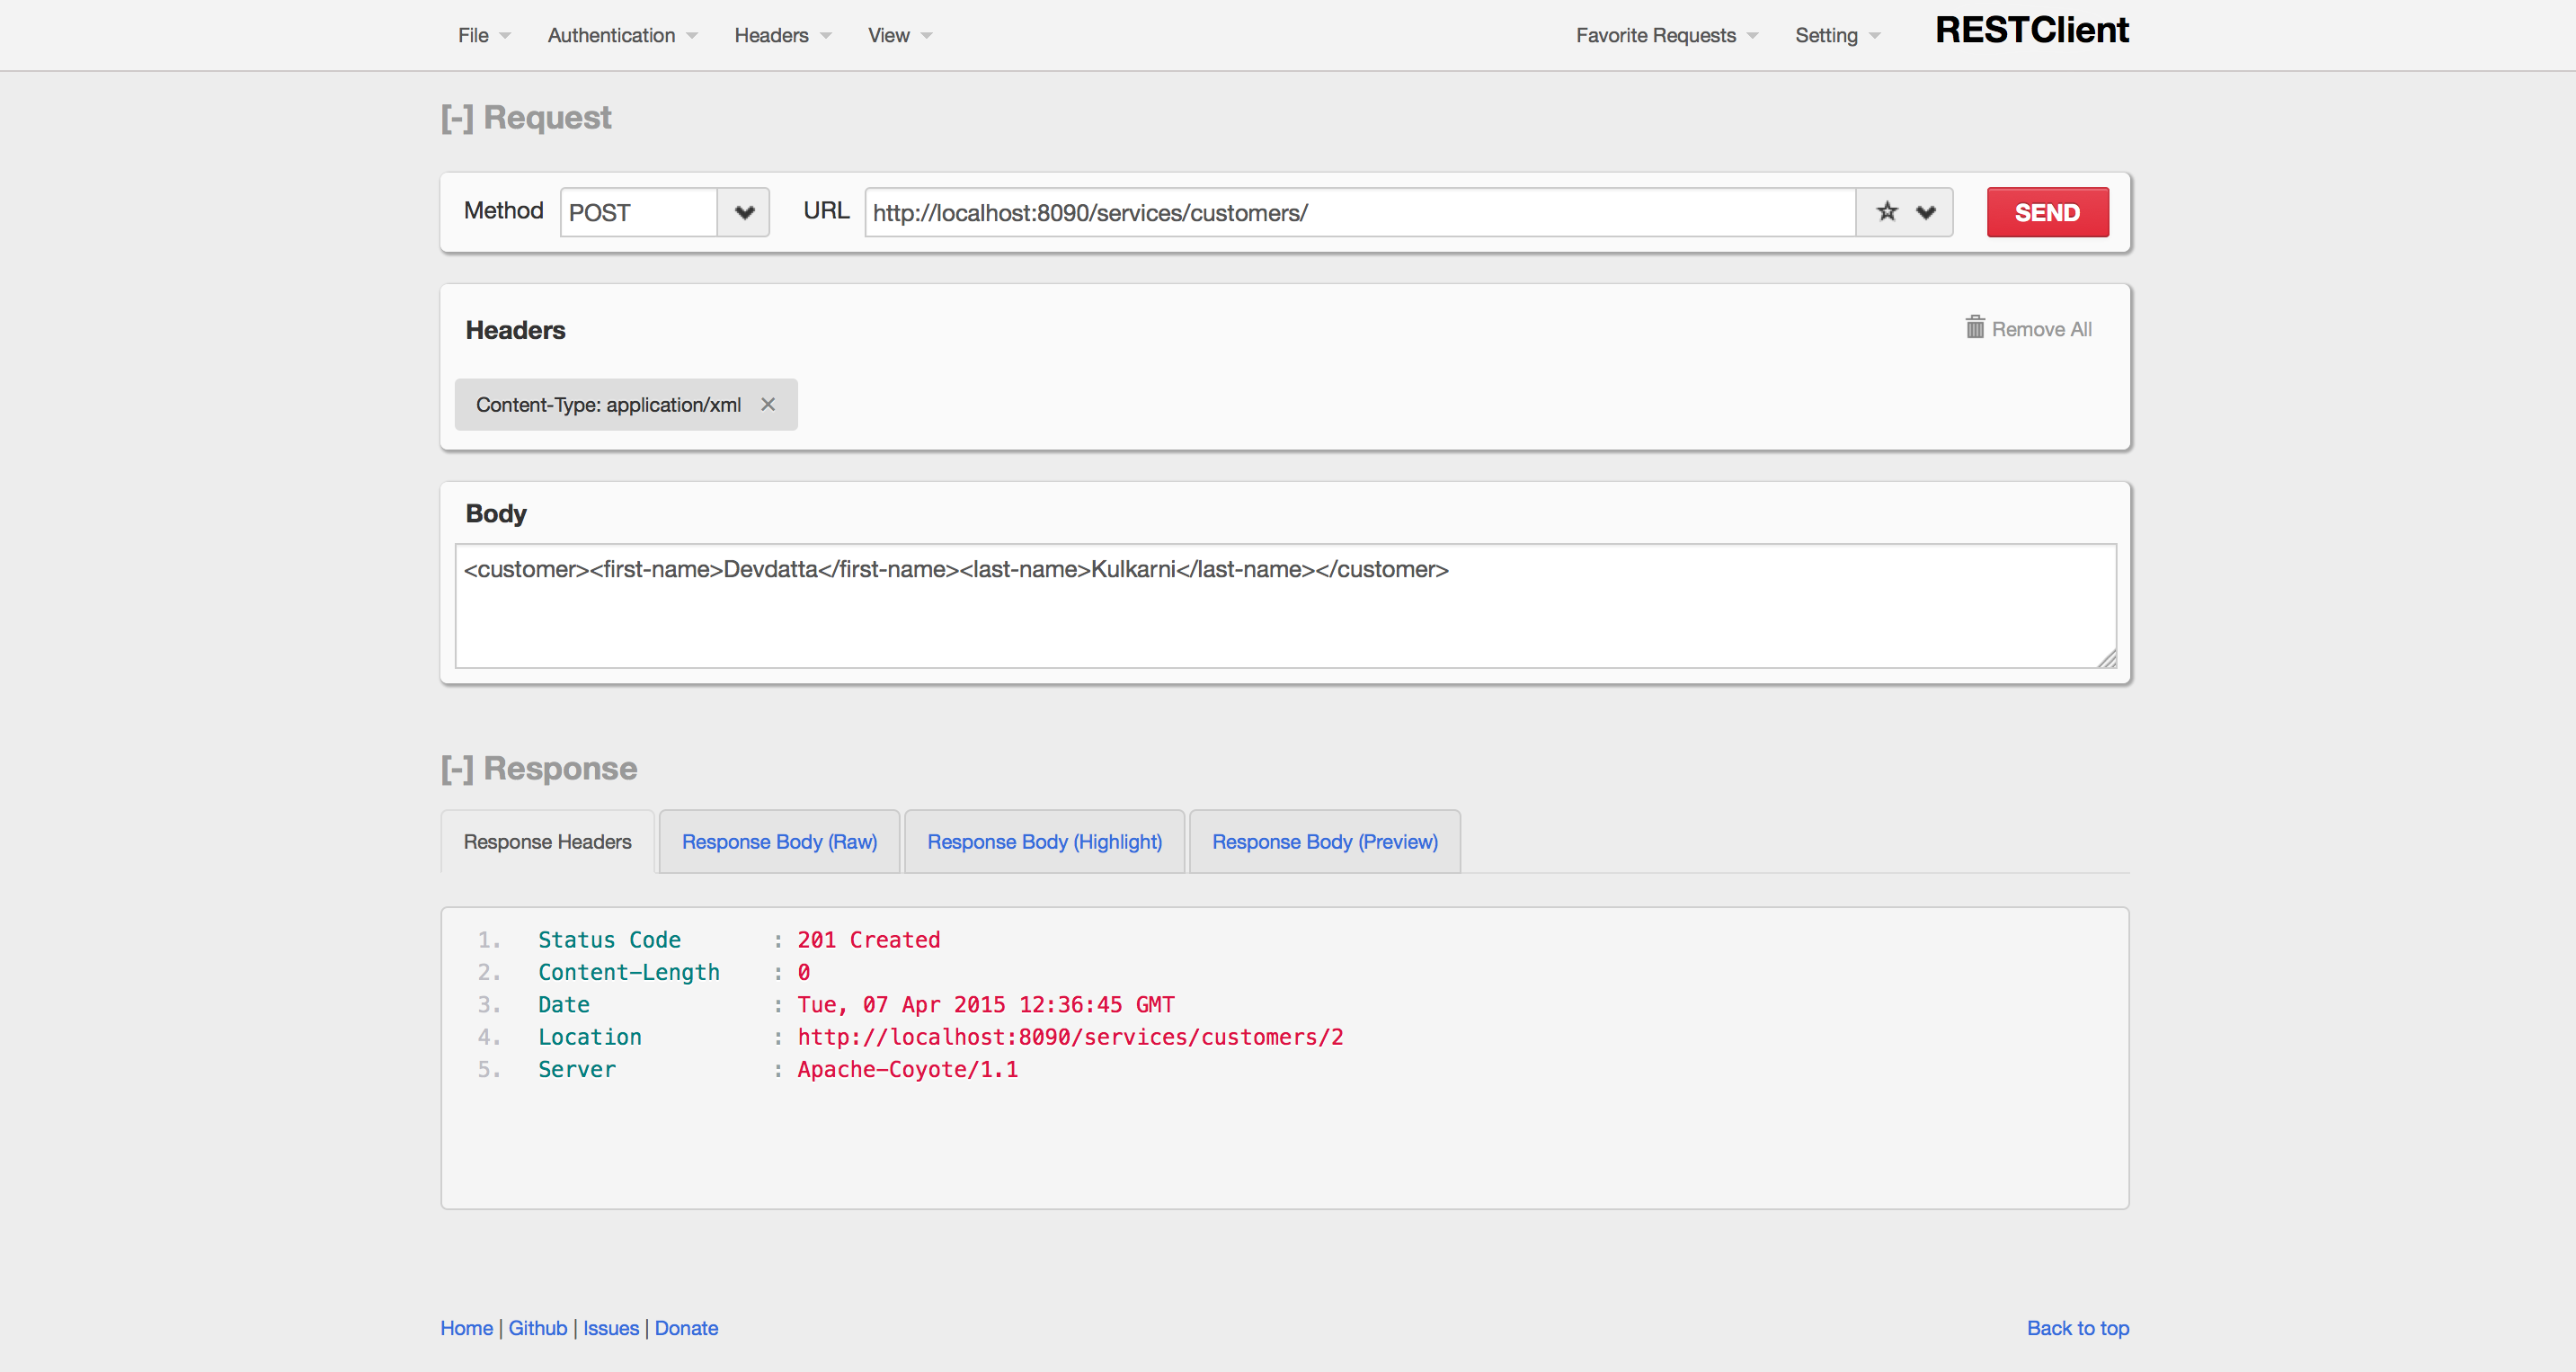 File Authentication Headers View Favorite Requests Setting RESTClient
[-] Request
Method POST URL http://localhost:8090/services/customers/ SEND
Headers Remove All
Content-Type: application/xml
Body
<customer><first-name>Devdatta</first-name><last-name>Kulkarni</last-name></customer>
[-] Response
Response Headers Response Body (Raw) Response Body (Highlight) Response Body (Preview)
1. Status Code : 201 Created
2. Content-Length : 0
3. Date : Tue, 07 Apr 2015 12:36:45 GMT
4. Location : http://localhost:8090/services/customers/2
5. Server : Apache-Coyote/1.1
Home | Github | Issues | Donate Back to top